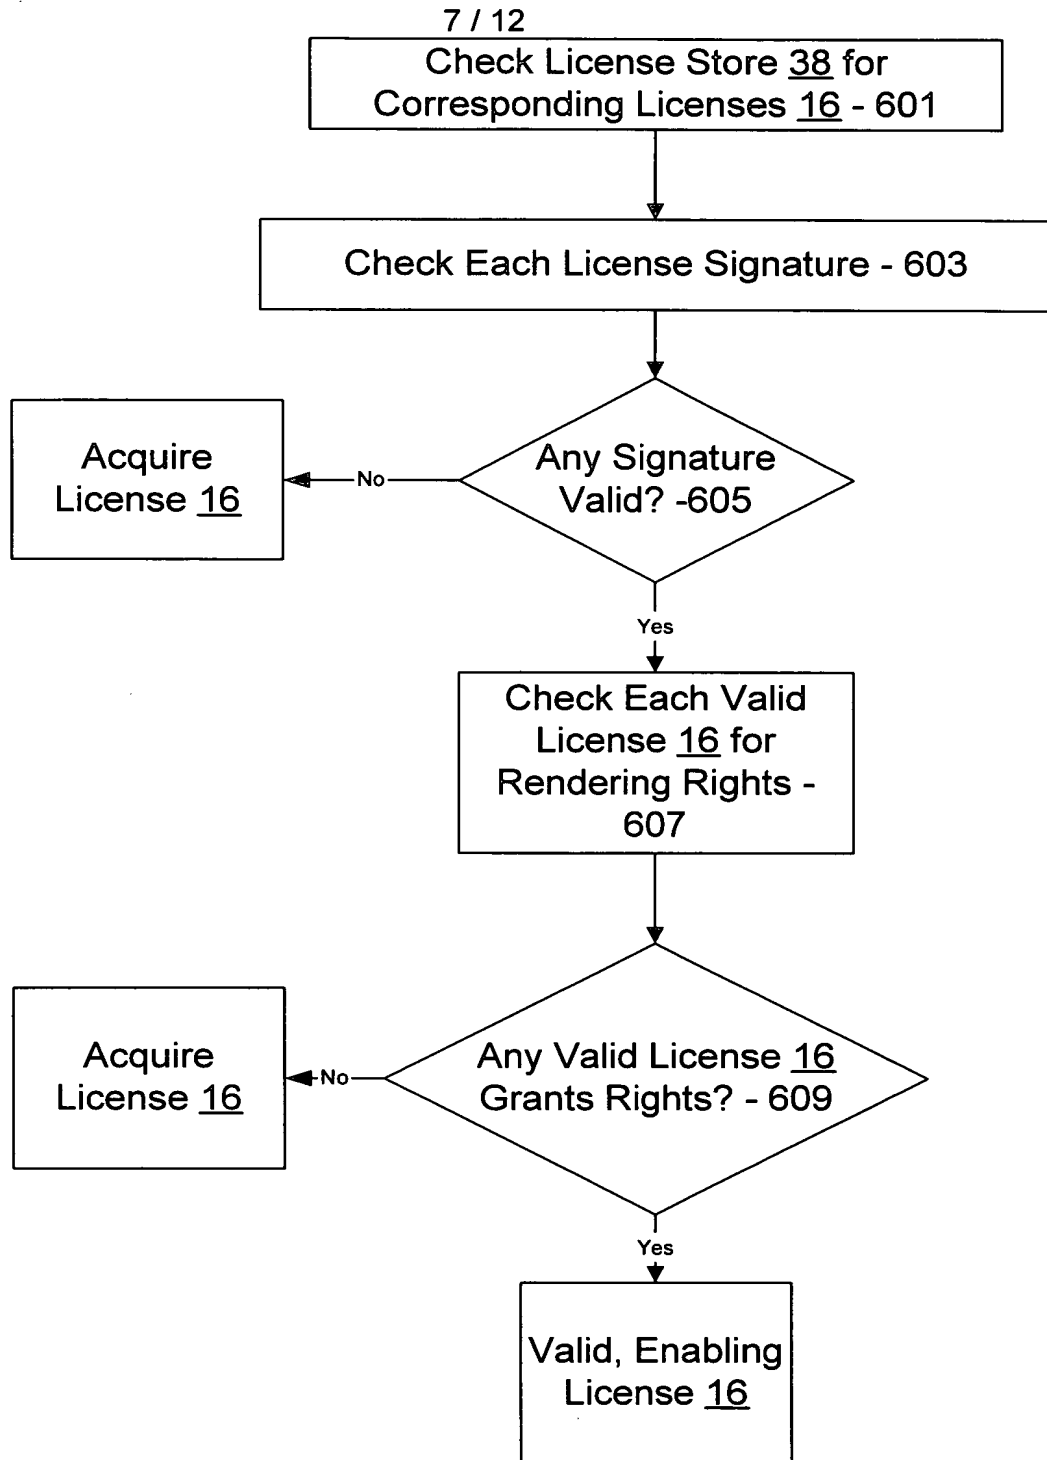 7 / 12
Check License Store 38 for
Corresponding Licenses 16 - 601
Check Each License Signature - 603
Any Signature
Valid? -605
No
Acquire
License 16
Yes
Check Each Valid
License 16 for
Rendering Rights -
607
Any Valid License 16
Grants Rights? - 609
No
Acquire
License 16
Yes
Valid, Enabling
License 16